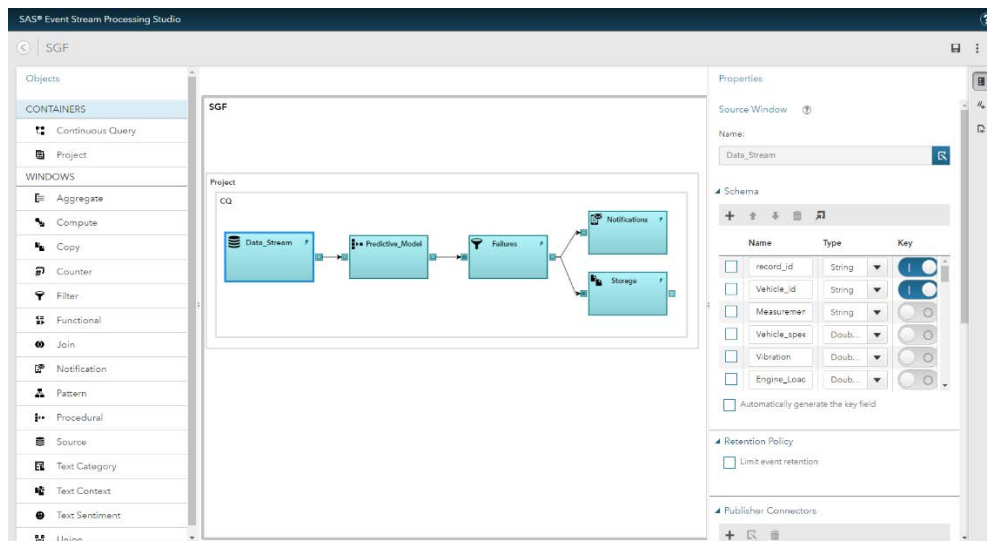 SAS® Event Stream Processing Studio
SGF
Objects
CONTAINERS
Continuous Query
Project
WINDOWS
Aggregate
Compute
Copy
Counter
Filter
Functional
Join
Notification
Pattern
Procedural
Source
Text Category
Text Context
Text Sentiment
Union
SGF
Project
CQ
Data_Stream
Predictive_Model
Failures
Notifications
Storage
Properties
Source Window
Name:
Data_Stream
Schema
Name Type Key
record_id String
Vehicle_id String
Measuremer String
Vehicle_spee Doub...
Vibration Doub...
Engine_Loac Doub...
Automatically generate the key field
Retention Policy
Limit event retention
Publisher Connectors